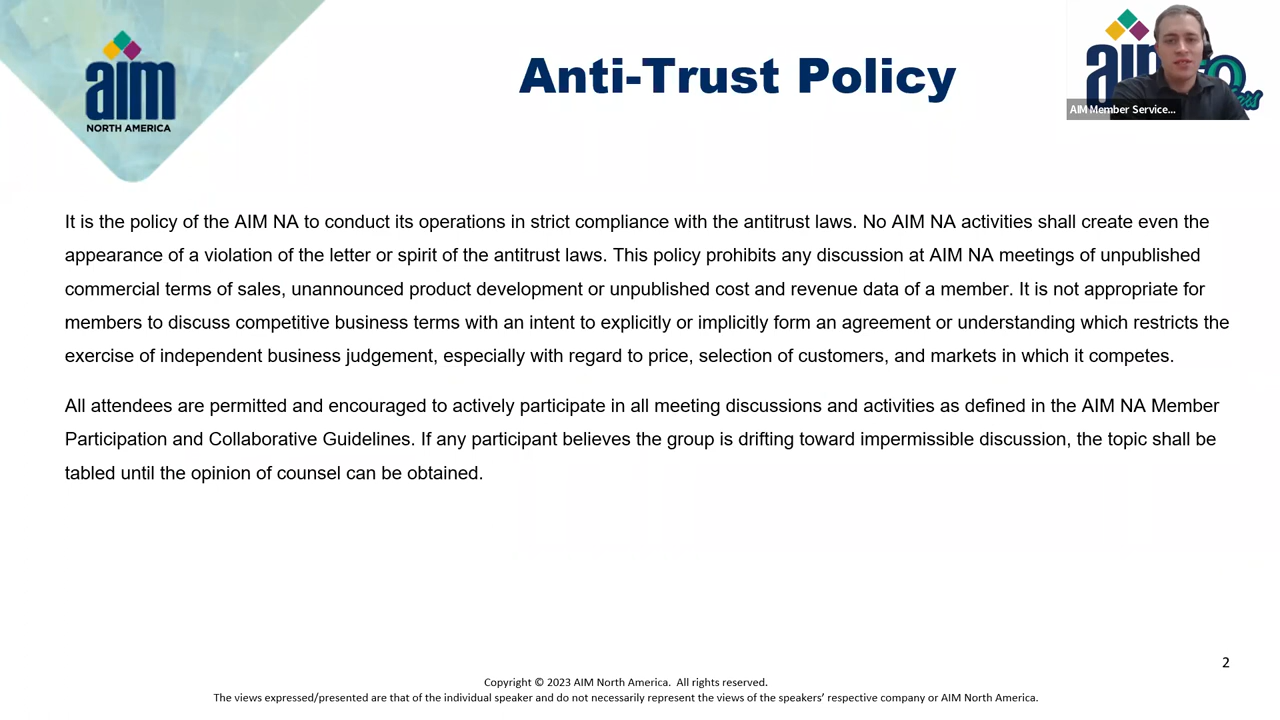 aim
NORTH AMERICA
Anti-Trust Policy
AIM Member Service...
It is the policy of the AIM NA to conduct its operations in strict compliance with the antitrust laws. No AIM NA activities shall create even the
appearance of a violation of the letter or spirit of the antitrust laws. This policy prohibits any discussion at AIM NA meetings of unpublished
commercial terms of sales, unannounced product development or unpublished cost and revenue data of a member. It is not appropriate for
members to discuss competitive business terms with an intent to explicitly or implicitly form an agreement or understanding which restricts the
exercise of independent business judgement, especially with regard to price, selection of customers, and markets in which it competes.
All attendees are permitted and encouraged to actively participate in all meeting discussions and activities as defined in the AIM NA Member
Participation and Collaborative Guidelines. If any participant believes the group is drifting toward impermissible discussion, the topic shall be
tabled until the opinion of counsel can be obtained.
2
Copyright © 2023 AIM North America. All rights reserved.
The views expressed/presented are that of the individual speaker and do not necessarily represent the views of the speakers’ respective company or AIM North America.